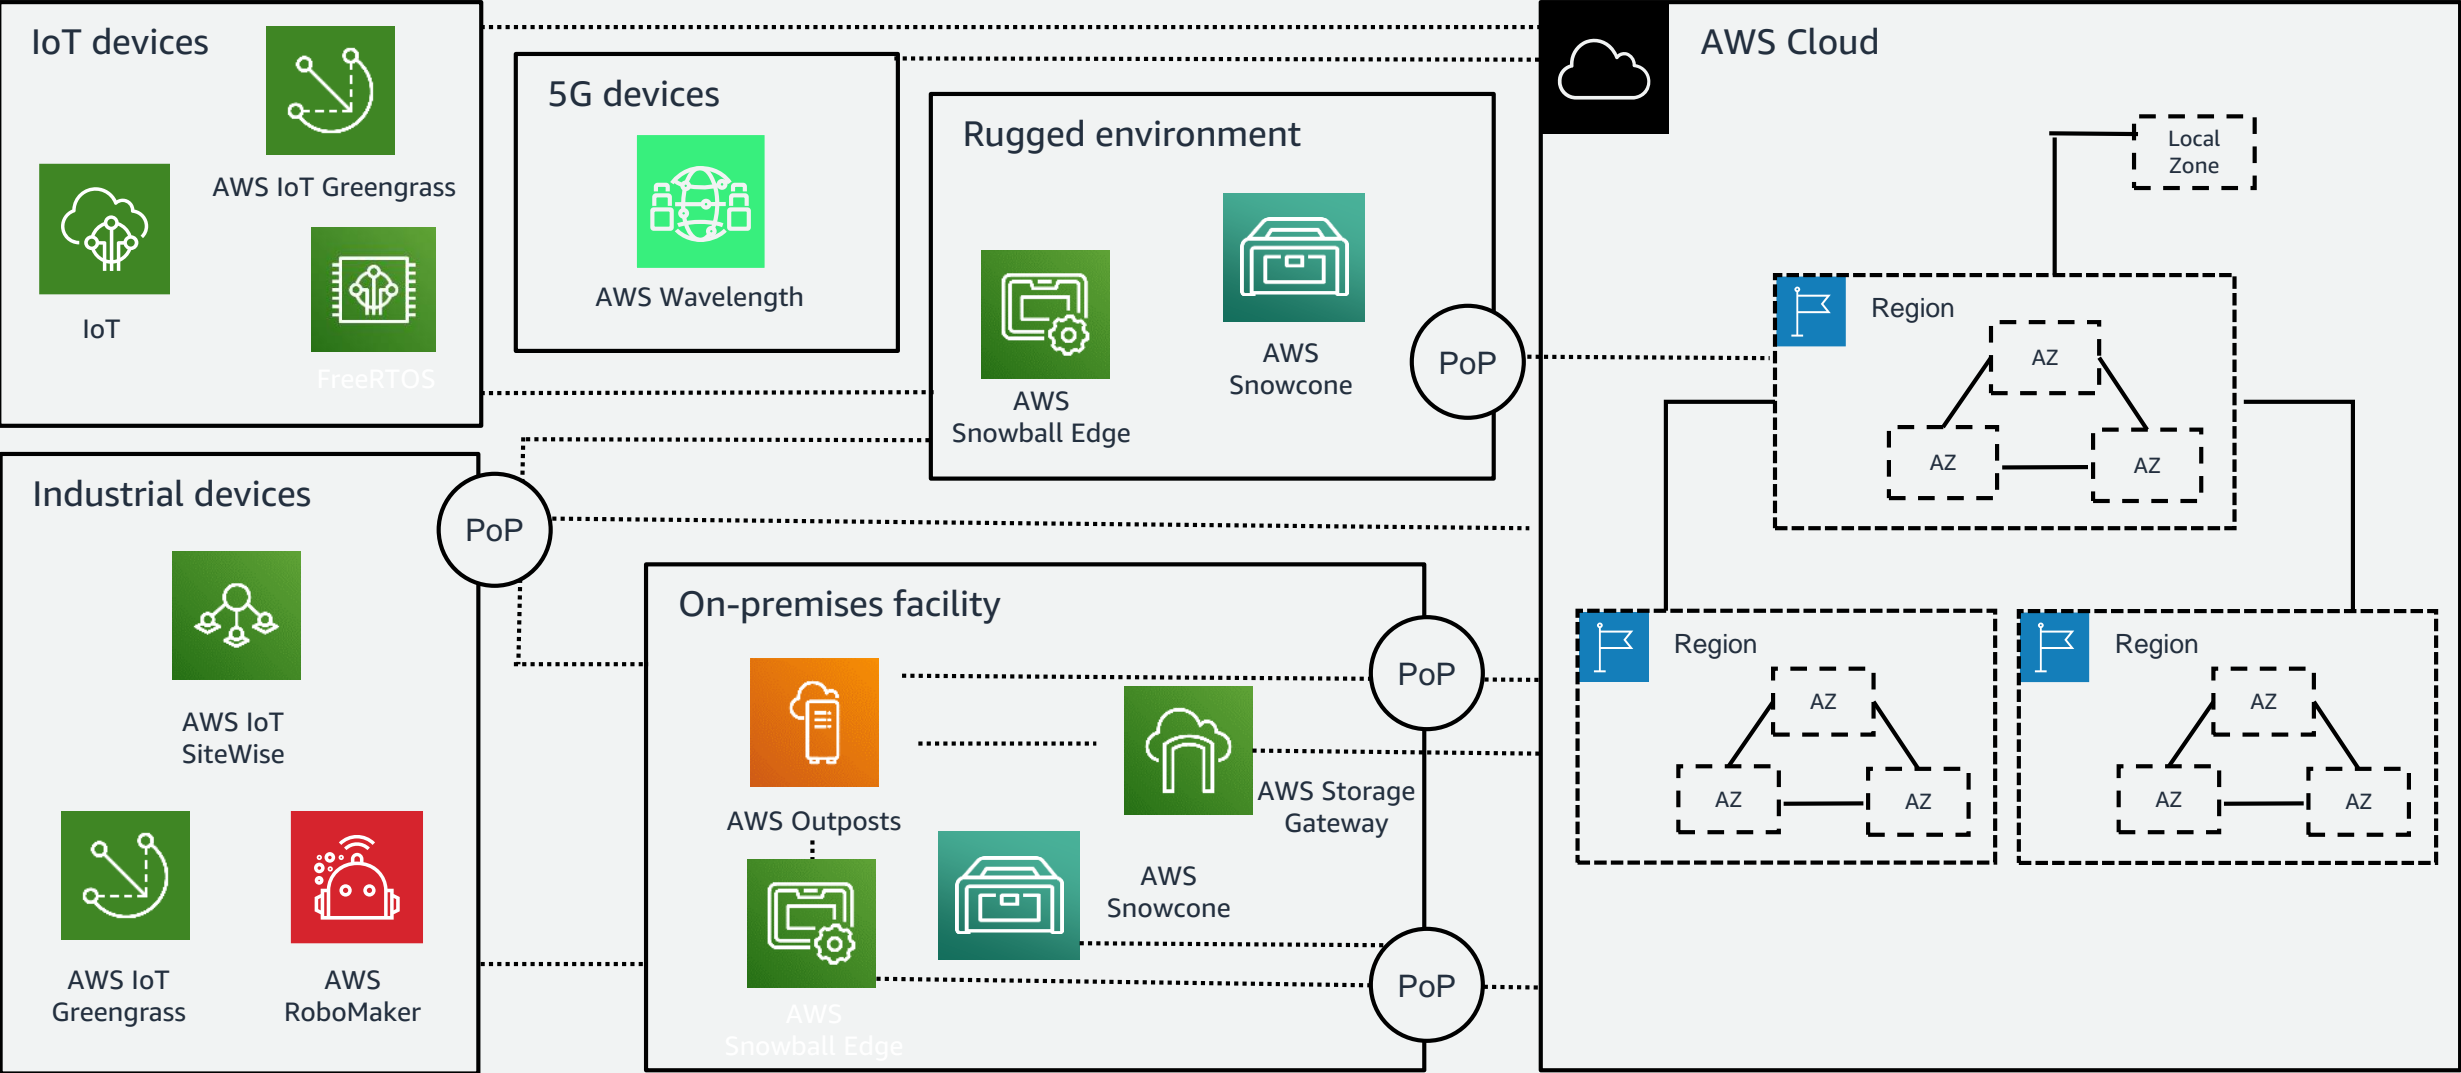 IoT devices
AWS IoT Greengrass
IoT
FreeRTOS
5G devices
AWS Wavelength
Rugged environment
AWS
Snowball Edge
AWS
Snowcone
PoP
Industrial devices
PoP
AWS IoT
SiteWise
AWS IoT
Greengrass
AWS
RoboMaker
On-premises facility
AWS Outposts
AWS Storage
Gateway
AWS
Snowcone
AWS
Snowball Edge
PoP
PoP
AWS Cloud
Local
Zone
Region
AZ
AZ
AZ
Region
AZ
AZ
AZ
Region
AZ
AZ
AZ